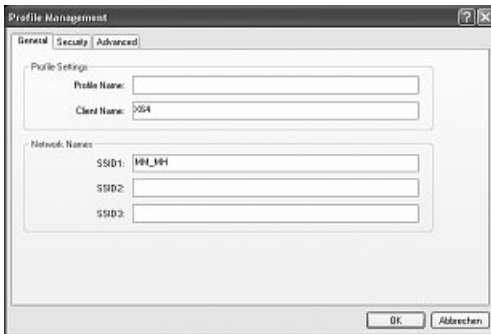 Profile Management
General Security Advanced
Profile Settings
Profile Name:
Client Name: X64
Network Names
SSID1: MM_MH
SSID2:
SSID3:
OK Abbrechen